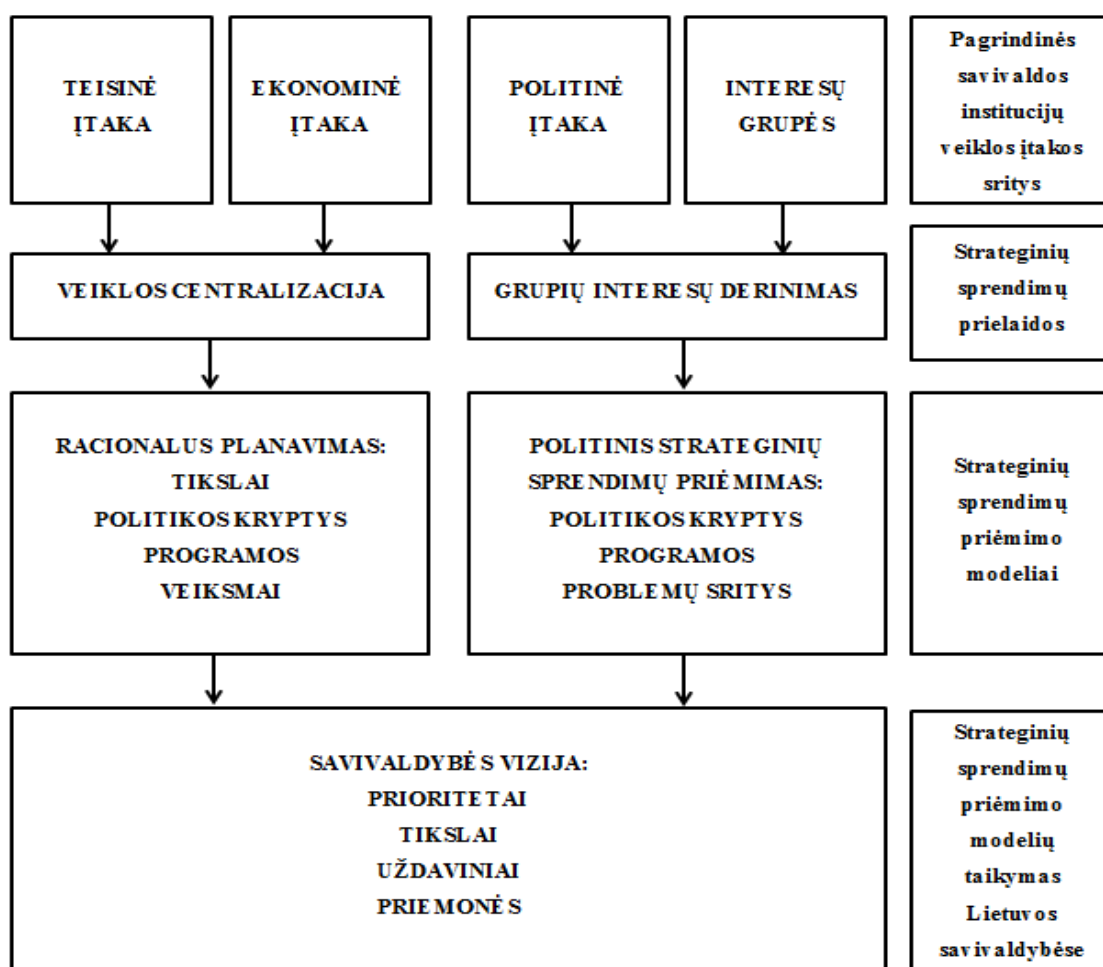 TEISINĖ
ĮTAKA
EKONOMINĖ
ĮTAKA
POLITINĖ
ĮTAKA
INTERESŲ
GRUPĖS
Pagrindinės
savivaldos
institucijų
veiklos įtakos
sritys
VEIKLOS CENTRALIZACIJA
GRUPIŲ INTERESŲ DERINIMAS
Strateginių
sprendimų
prielaidos
RACIONALUS PLANAVIMAS:
TIKSLAI
POLITIKOS KRYPTYS
PROGRAMOS
VEIKSMAI
POLITINIS STRATEGINIŲ
SPRENDIMŲ PRIĖMIMAS:
POLITIKOS KRYPTYS
PROGRAMOS
PROBLEMŲ SRITYS
Strateginių
sprendimų
priėmimo
modeliai
SAVIVALDYBĖS VIZIJA:
PRIORITETAI
TIKSLAI
UŽDAVINIAI
PRIEMONĖS
Strateginių
sprendimų
priėmimo
modelių
taikymas
Lietuvos
savivaldybėse